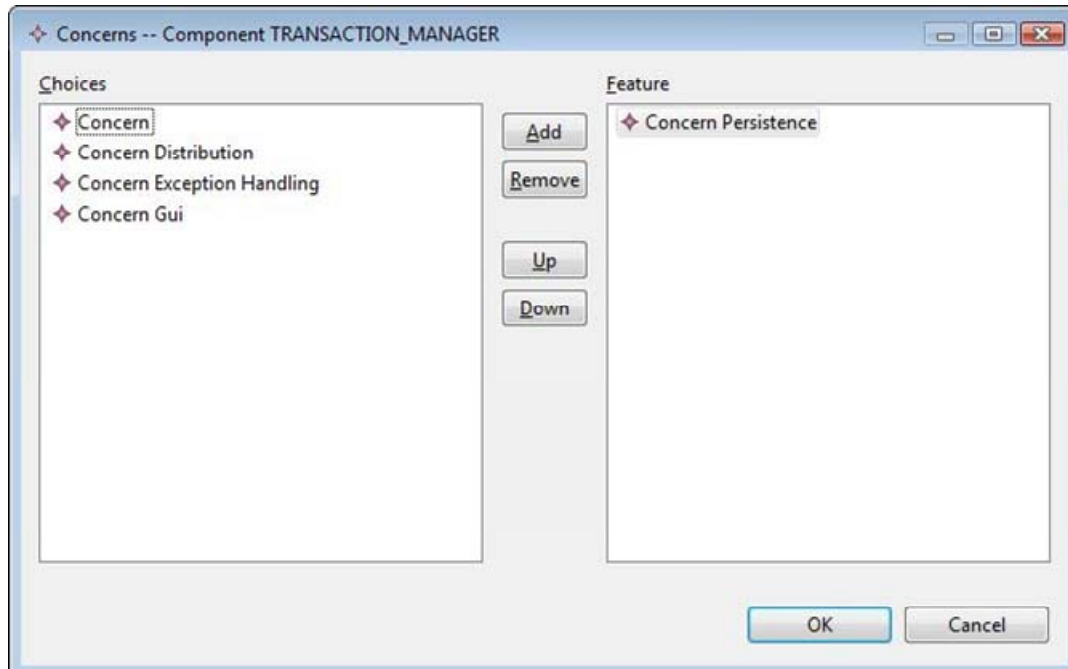 Concerns -- Component TRANSACTION_MANAGER
Choices
Concern
Concern Distribution
Concern Exception Handling
Concern Gui
Add
Remove
Up
Down
Feature
Concern Persistence
OK
Cancel